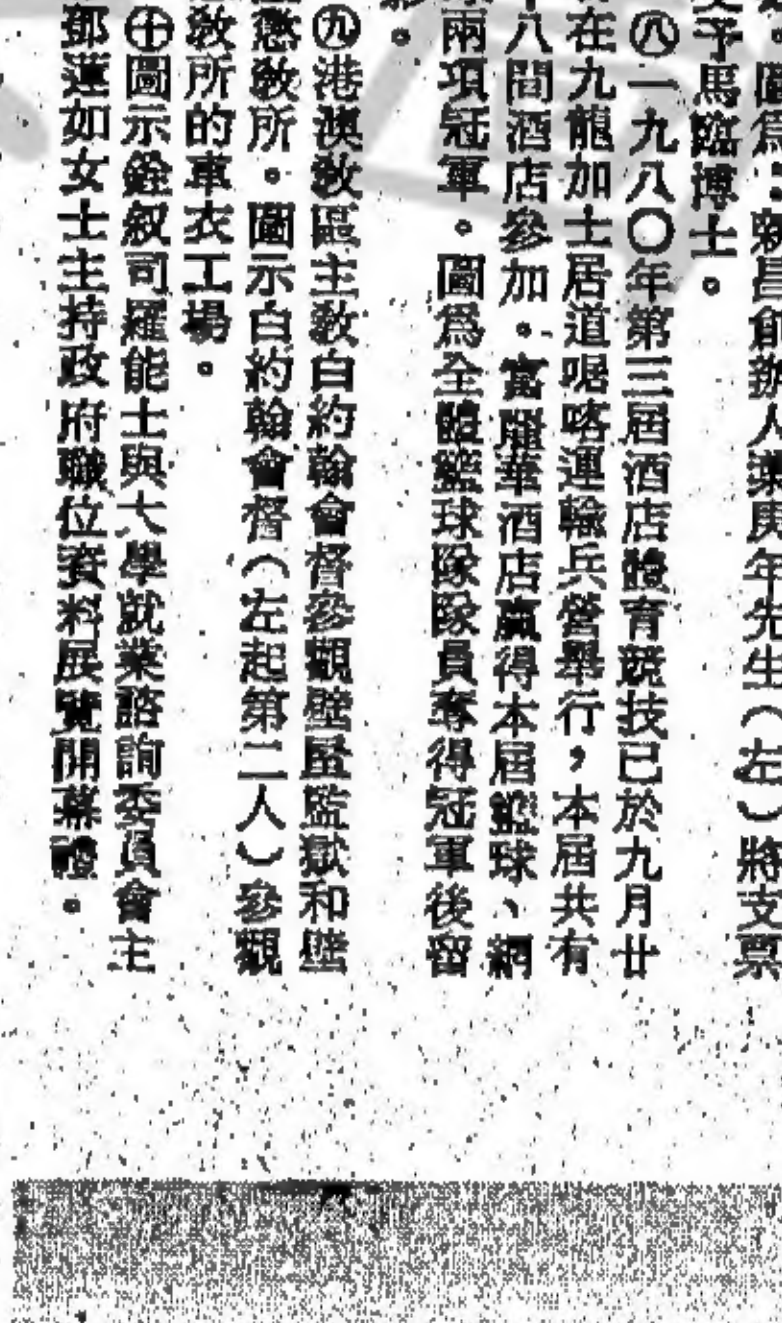 圖爲：新昌創辦人葉庚年先生（左）將支票
交予馬臨博士。
㈧一九八〇年第三屆酒店體育競技已於九月廿
在九龍加士居道喼咯運輸兵營舉行，本屆共有
十八間酒店參加。富麗華酒店贏得本屆籃球、網
球兩項冠軍。圖爲全體籃球隊隊員奪得冠軍後留
影。
㈨港澳教區主教白約翰會督參觀壁屋監獄和壁
屋懲教所。圖示白約翰會督（左起第二人）參觀
懲教所的車衣工場。
㈩圖示銓叙司羅能士與大學就業諮詢委員會主
鄧蓮如女士主持政府職位資料展覽開幕禮。